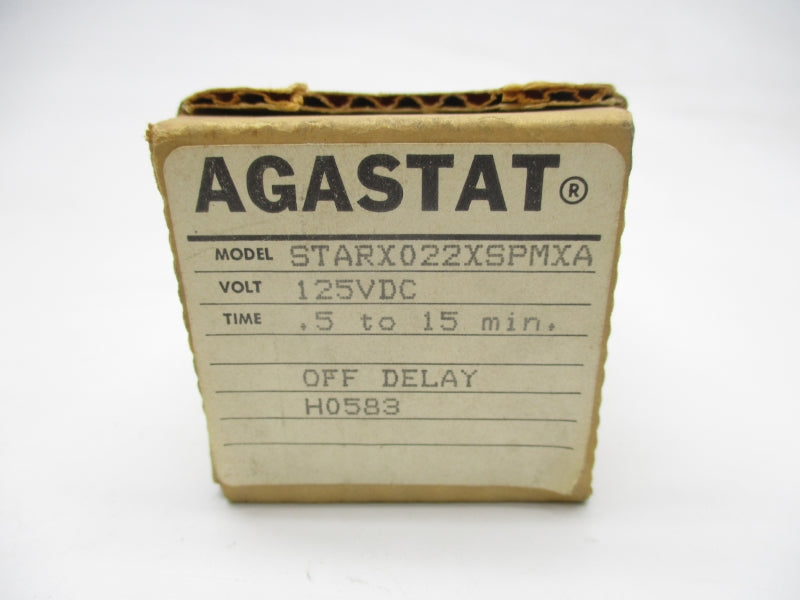 AGASTAT®
MODEL STARX022XSPMXA
VOLT 125VDC
TIME .5 to 15 min.
OFF DELAY
H0583